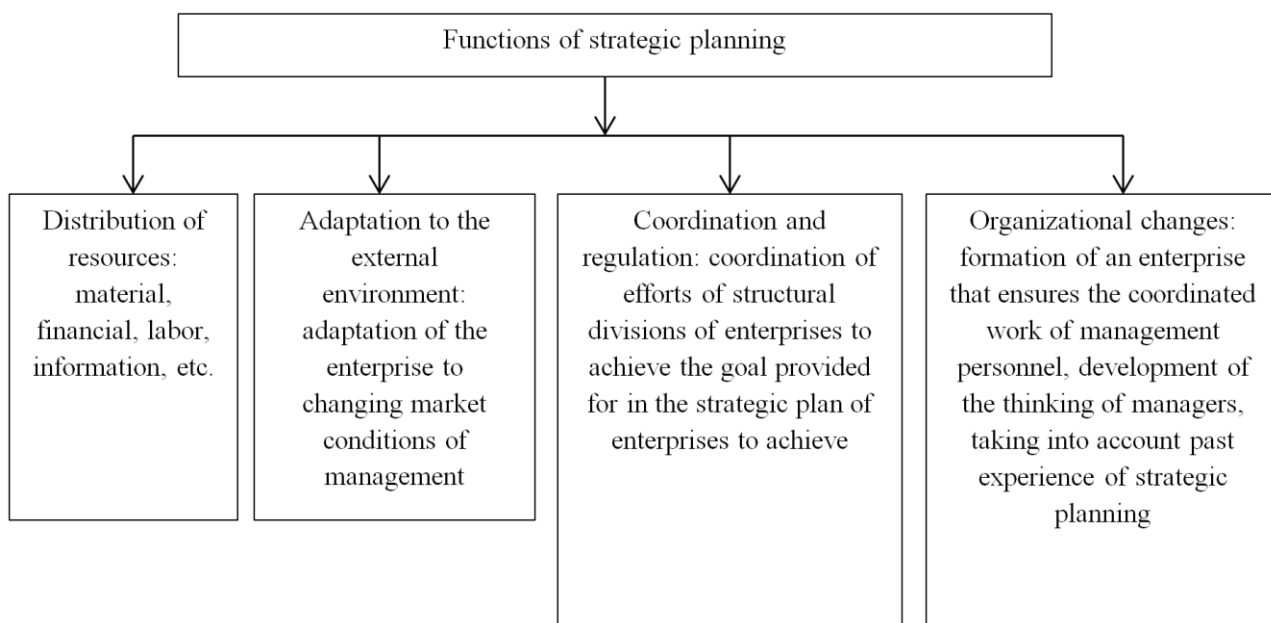 Functions of strategic planning
Distribution of
resources:
material,
financial, labor,
information, etc.
Adaptation to the
external
environment:
adaptation of the
enterprise to
changing market
conditions of
management
Coordination and
regulation: coordination of
efforts of structural
divisions of enterprises to
achieve the goal provided
for in the strategic plan of
enterprises to achieve
Organizational changes:
formation of an enterprise
that ensures the coordinated
work of management
personnel, development of
the thinking of managers,
taking into account past
experience of strategic
planning